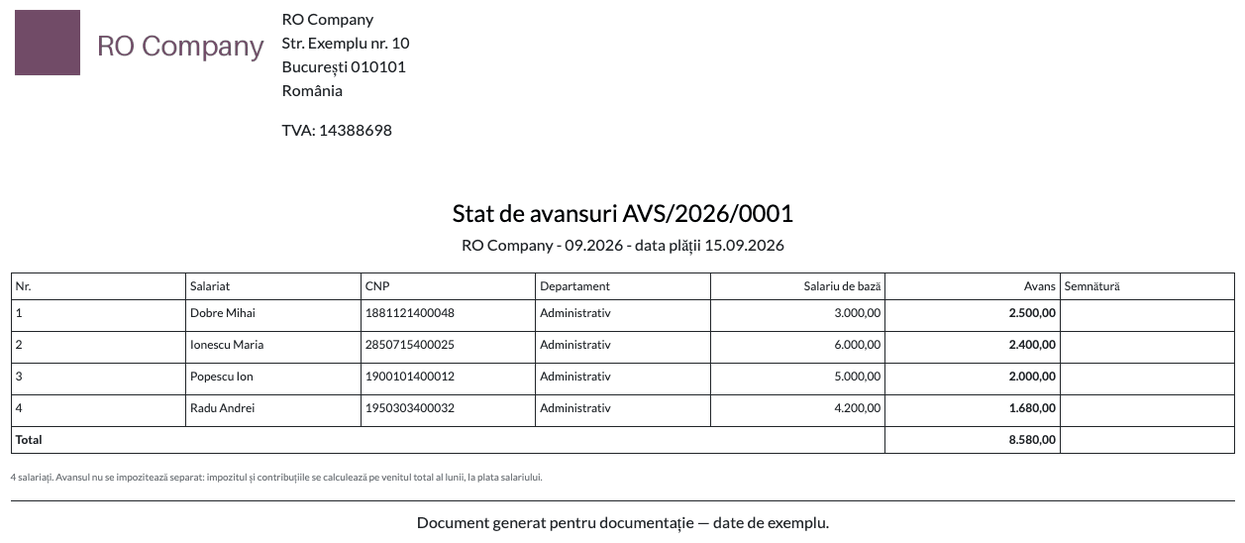 RO Company
RO Company
Str. Exemplu nr. 10
București 010101
România
TVA: 14388698
Stat de avansuri AVS/2026/0001
RO Company - 09.2026 - data plății 15.09.2026
Nr. Salariat CNP Departament Salariu de bază Avans Semnătură
1 Dobre Mihai 1881121400048 Administrativ 3.000,00 2.500,00
2 Ionescu Maria 2850715400025 Administrativ 6.000,00 2.400,00
3 Popescu Ion 1900101400012 Administrativ 5.000,00 2.000,00
4 Radu Andrei 1950303400032 Administrativ 4.200,00 1.680,00
Total 8.580,00
4 salariați. Avansul nu se impozitează separat: impozitul și contribuțiile se calculează pe venitul total al lunii, la plata salariului.
Document generat pentru documentație — date de exemplu.